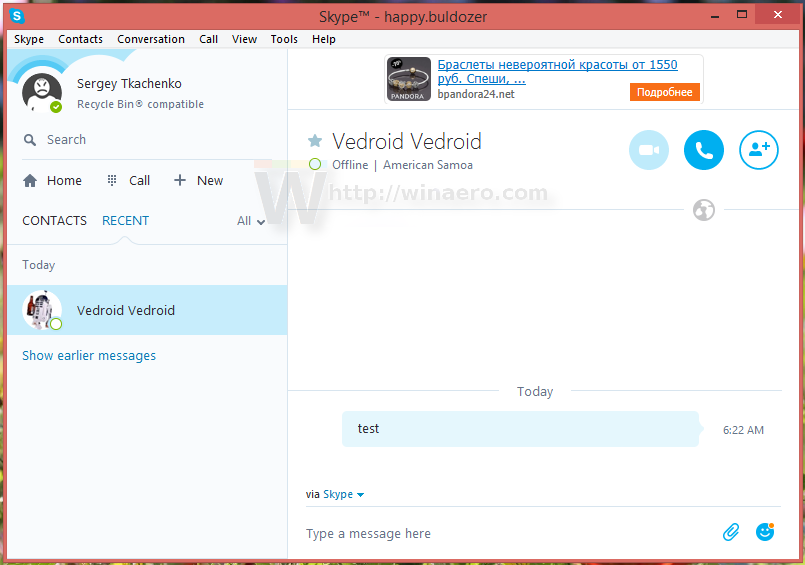 Skype™ - happy.buldozer
Skype Contacts Conversation Call View Tools Help
Sergey Tkachenko
Recycle Bin® compatible
Search
Home Call New
CONTACTS RECENT All
Today
Vedroid Vedroid
Show earlier messages
PANDORA
Браслеты невероятной красоты от 1550
руб. Спеши, ...
bpandora24.net
Подробнее
Vedroid Vedroid
Offline | American Samoa
W http://winaero.com
Today
test 6:22 AM
via Skype
Type a message here